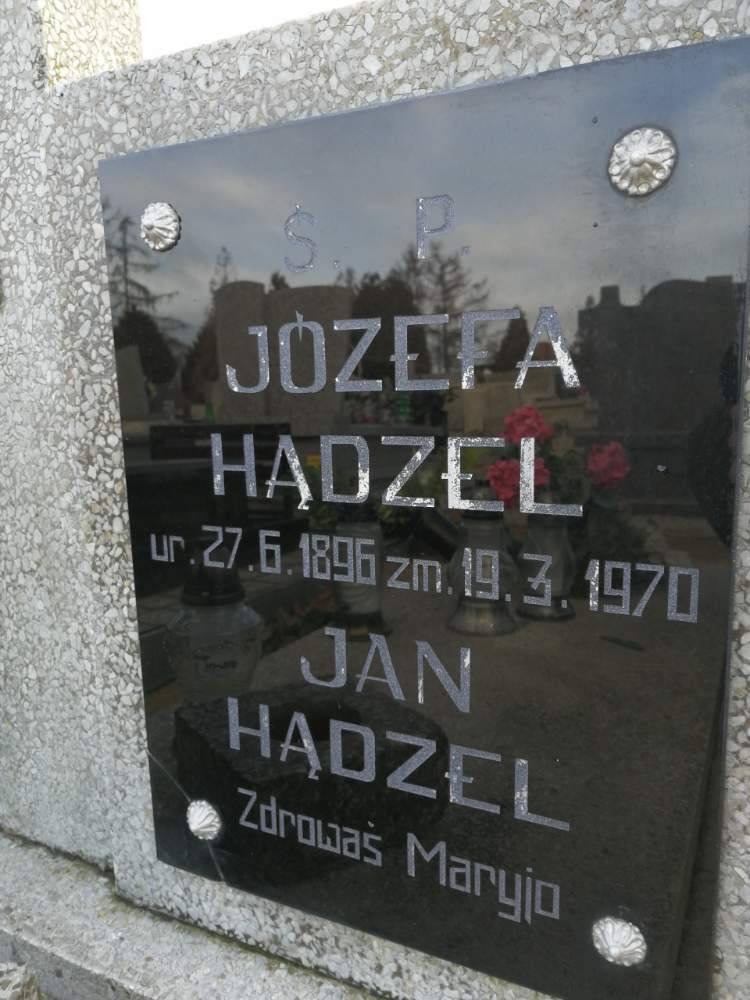 Ś. P.
JÓZEFA
HĄDZEL
ur. 27. 6. 1896 zm. 19. 3. 1970
JAN
HĄDZEL
Zdrowaś Maryjo